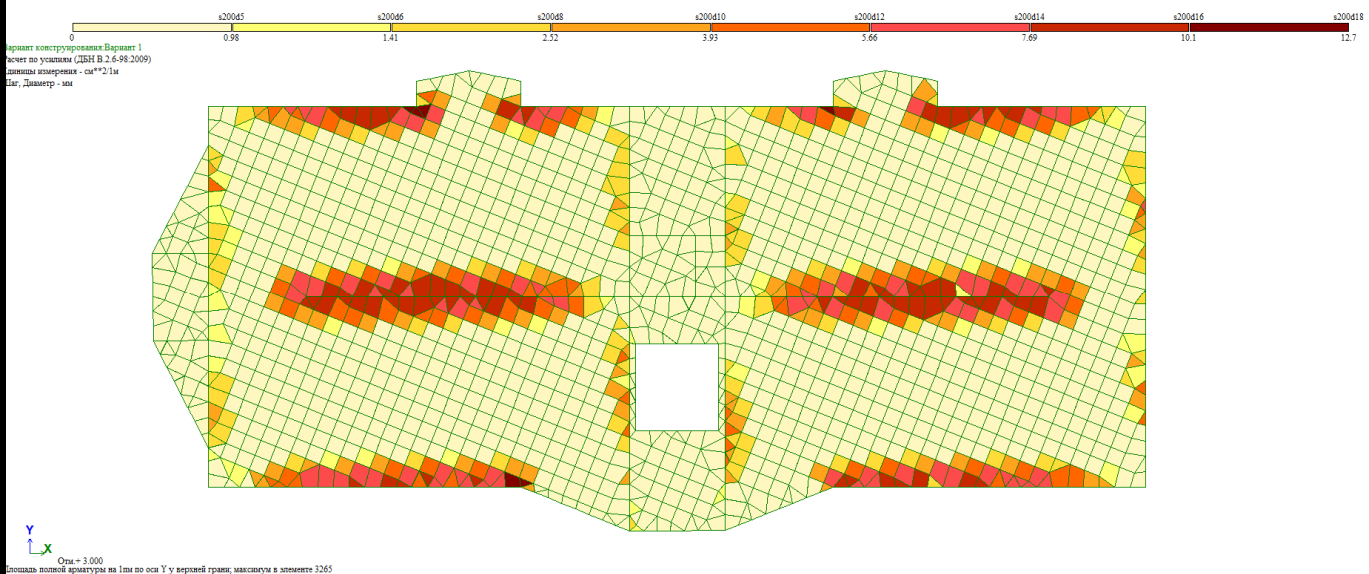 s200d5 s200d6 s200d8 s200d10 s200d12 s200d14 s200d16 s200d18
0 0.98 1.41 2.52 3.93 5.66 7.69 10.1 12.7
Вариант конструирования:Вариант 1
Расчет по усилиям (ДБН В.2.6-98:2009)
Единицы измерения - см**2/1м
Шаг, Диаметр - мм
Y
X
Отм.+ 3.000
Площадь полной арматуры на 1пм по оси Y у верхней грани; максимум в элементе 3265